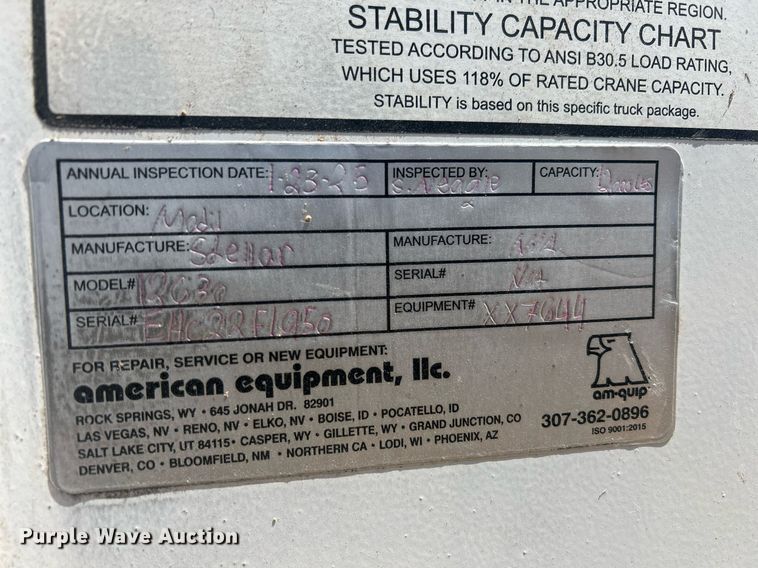 IN THE APPROPRIATE REGION.
STABILITY CAPACITY CHART
TESTED ACCORDING TO ANSI B30.5 LOAD RATING,
WHICH USES 118% OF RATED CRANE CAPACITY.
STABILITY is based on this specific truck package.
ANNUAL INSPECTION DATE: 1-23-25 INSPECTED BY: CAPACITY:
LOCATION:
MANUFACTURE: Stellar MANUFACTURE: N/A
MODEL# 12630 SERIAL# N/A
SERIAL# EQUIPMENT# XX7644
FOR REPAIR, SERVICE OR NEW EQUIPMENT:
american equipment, llc.
am-quip
ROCK SPRINGS, WY • 645 JONAH DR. 82901
LAS VEGAS, NV • RENO, NV • ELKO, NV • BOISE, ID • POCATELLO, ID
SALT LAKE CITY, UT 84115 • CASPER, WY • GILLETTE, WY • GRAND JUNCTION, CO
DENVER, CO • BLOOMFIELD, NM • NORTHERN CA • LODI, WI • PHOENIX, AZ
307-362-0896
ISO 9001:2015
Purple Wave Auction